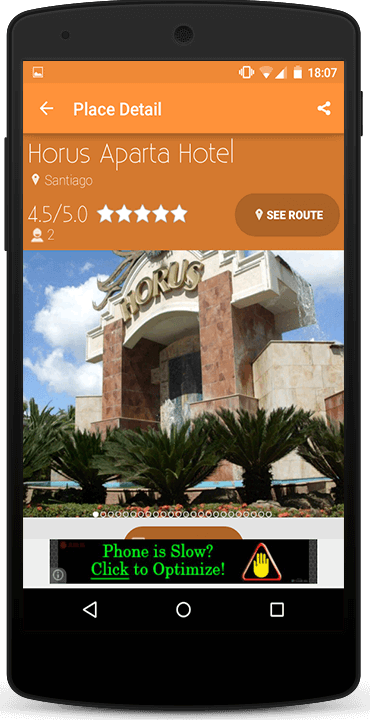 18:07
Place Detail
Horus Aparta Hotel
Santiago
4.5/5.0
SEE ROUTE
2
HORUS
Phone is Slow?
Click to Optimize!